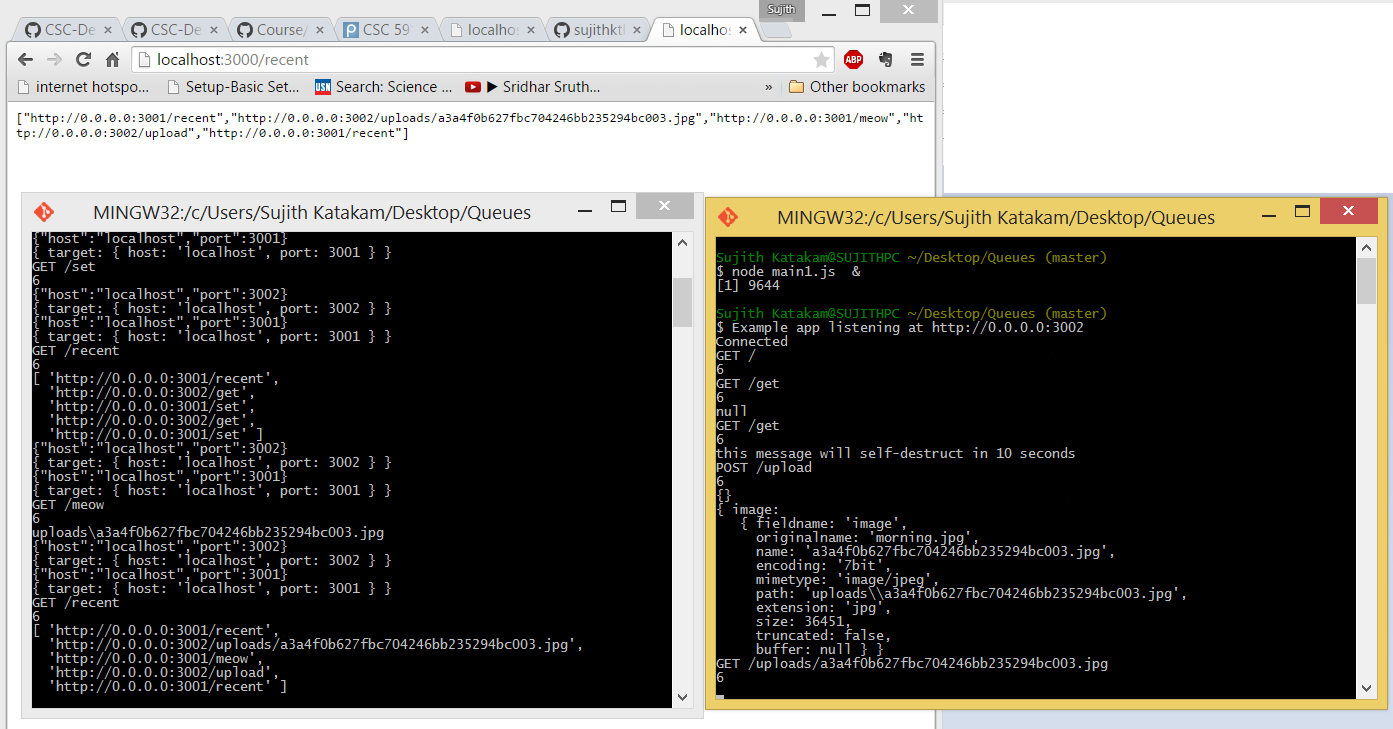 Sujith
CSC-De
CSC-De
Course/
CSC 59
localhos
sujithkt
localhos
localhost:3000/recent
ABP
internet hotspo...
Setup-Basic Set...
USN
Search: Science ...
▶ Sridhar Sruth...
»
Other bookmarks
["http://0.0.0.0:3001/recent","http://0.0.0.0:3002/uploads/a3a4f0b627fbc704246bb235294bc003.jpg","http://0.0.0.0:3001/meow","ht
tp://0.0.0.0:3002/upload","http://0.0.0.0:3001/recent"]
MINGW32:/c/Users/Sujith Katakam/Desktop/Queues
{"host":"localhost","port":3001}
{ target: { host: 'localhost', port: 3001 } }
GET /set
6
{"host":"localhost","port":3002}
{ target: { host: 'localhost', port: 3002 } }
{"host":"localhost","port":3001}
{ target: { host: 'localhost', port: 3001 } }
GET /recent
6
[ 'http://0.0.0.0:3001/recent',
  'http://0.0.0.0:3002/get',
  'http://0.0.0.0:3001/set',
  'http://0.0.0.0:3002/get',
  'http://0.0.0.0:3001/set' ]
{"host":"localhost","port":3002}
{ target: { host: 'localhost', port: 3002 } }
{"host":"localhost","port":3001}
{ target: { host: 'localhost', port: 3001 } }
GET /meow
6
uploads\a3a4f0b627fbc704246bb235294bc003.jpg
{"host":"localhost","port":3002}
{ target: { host: 'localhost', port: 3002 } }
{"host":"localhost","port":3001}
{ target: { host: 'localhost', port: 3001 } }
GET /recent
6
[ 'http://0.0.0.0:3001/recent',
  'http://0.0.0.0:3002/uploads/a3a4f0b627fbc704246bb235294bc003.jpg',
  'http://0.0.0.0:3001/meow',
  'http://0.0.0.0:3002/upload',
  'http://0.0.0.0:3001/recent' ]
MINGW32:/c/Users/Sujith Katakam/Desktop/Queues
Sujith Katakam@SUJITHPC ~/Desktop/Queues (master)
$ node main1.js  &
[1] 9644
Sujith Katakam@SUJITHPC ~/Desktop/Queues (master)
$ Example app listening at http://0.0.0.0:3002
Connected
GET /
6
GET /get
6
null
GET /get
6
this message will self-destruct in 10 seconds
POST /upload
6
{}
{ image:
   { fieldname: 'image',
     originalname: 'morning.jpg',
     name: 'a3a4f0b627fbc704246bb235294bc003.jpg',
     encoding: '7bit',
     mimetype: 'image/jpeg',
     path: 'uploads\\a3a4f0b627fbc704246bb235294bc003.jpg',
     extension: 'jpg',
     size: 36451,
     truncated: false,
     buffer: null } }
GET /uploads/a3a4f0b627fbc704246bb235294bc003.jpg
6